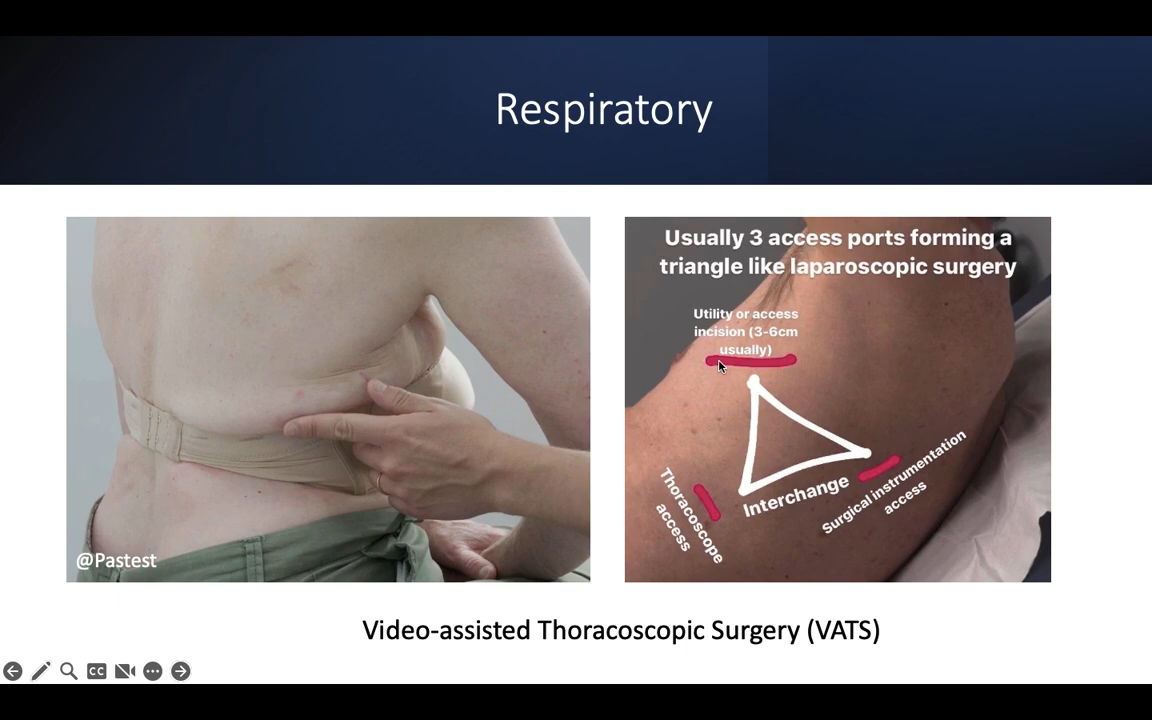 Respiratory
@Pastest
Usually 3 access ports forming a
triangle like laparoscopic surgery
Utility or access
incision (3-6cm
usually)
Thoracoscope
access
Interchange
Surgical instrumentation
access
Video-assisted Thoracoscopic Surgery (VATS)
CC